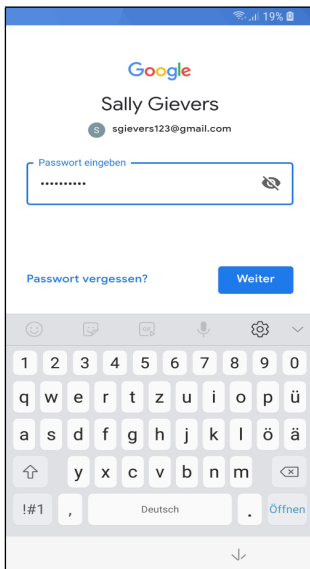 19%
Google
Sally Gievers
S sgievers123@gmail.com
Passwort eingeben
••••••••••
Passwort vergessen? Weiter
GIF
1 2 3 4 5 6 7 8 9 0
q w e r t z u i o p ü
a s d f g h j k l ö ä
y x c v b n m
!#1 , Deutsch . Öffnen